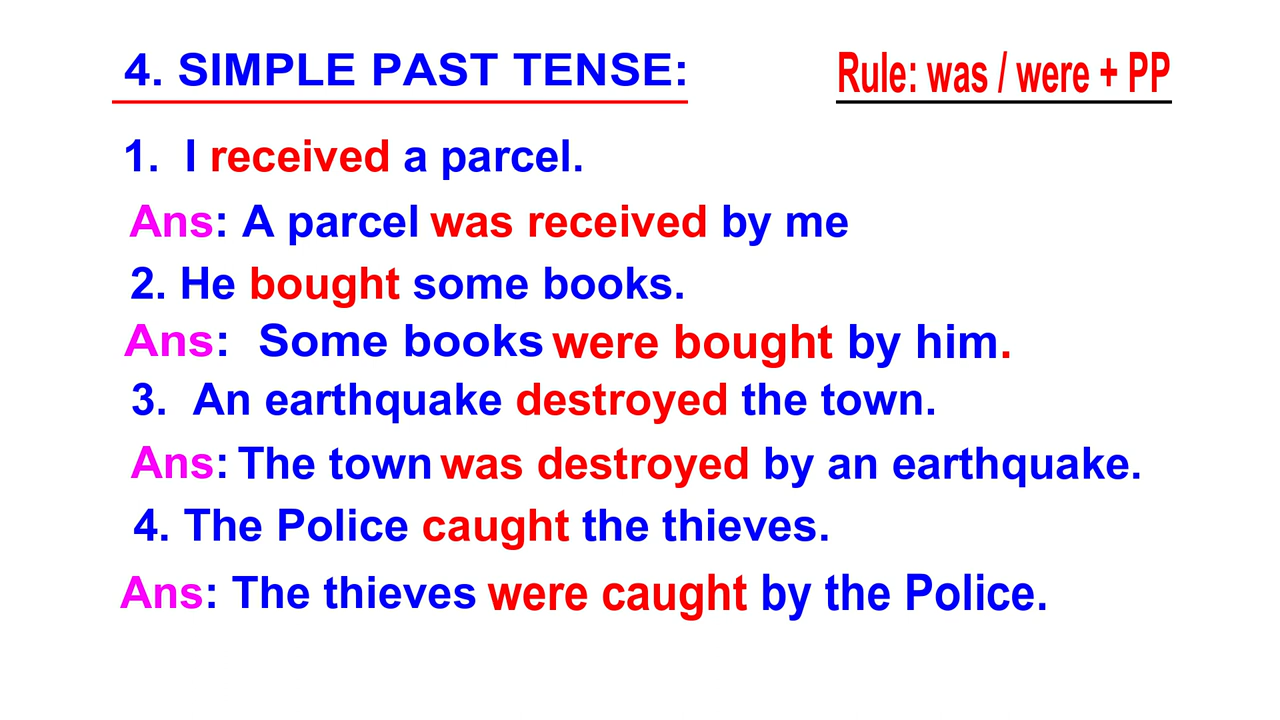 4. SIMPLE PAST TENSE: Rule: was / were + PP
1. I received a parcel.
Ans: A parcel was received by me
2. He bought some books.
Ans: Some books were bought by him.
3. An earthquake destroyed the town.
Ans: The town was destroyed by an earthquake.
4. The Police caught the thieves.
Ans: The thieves were caught by the Police.